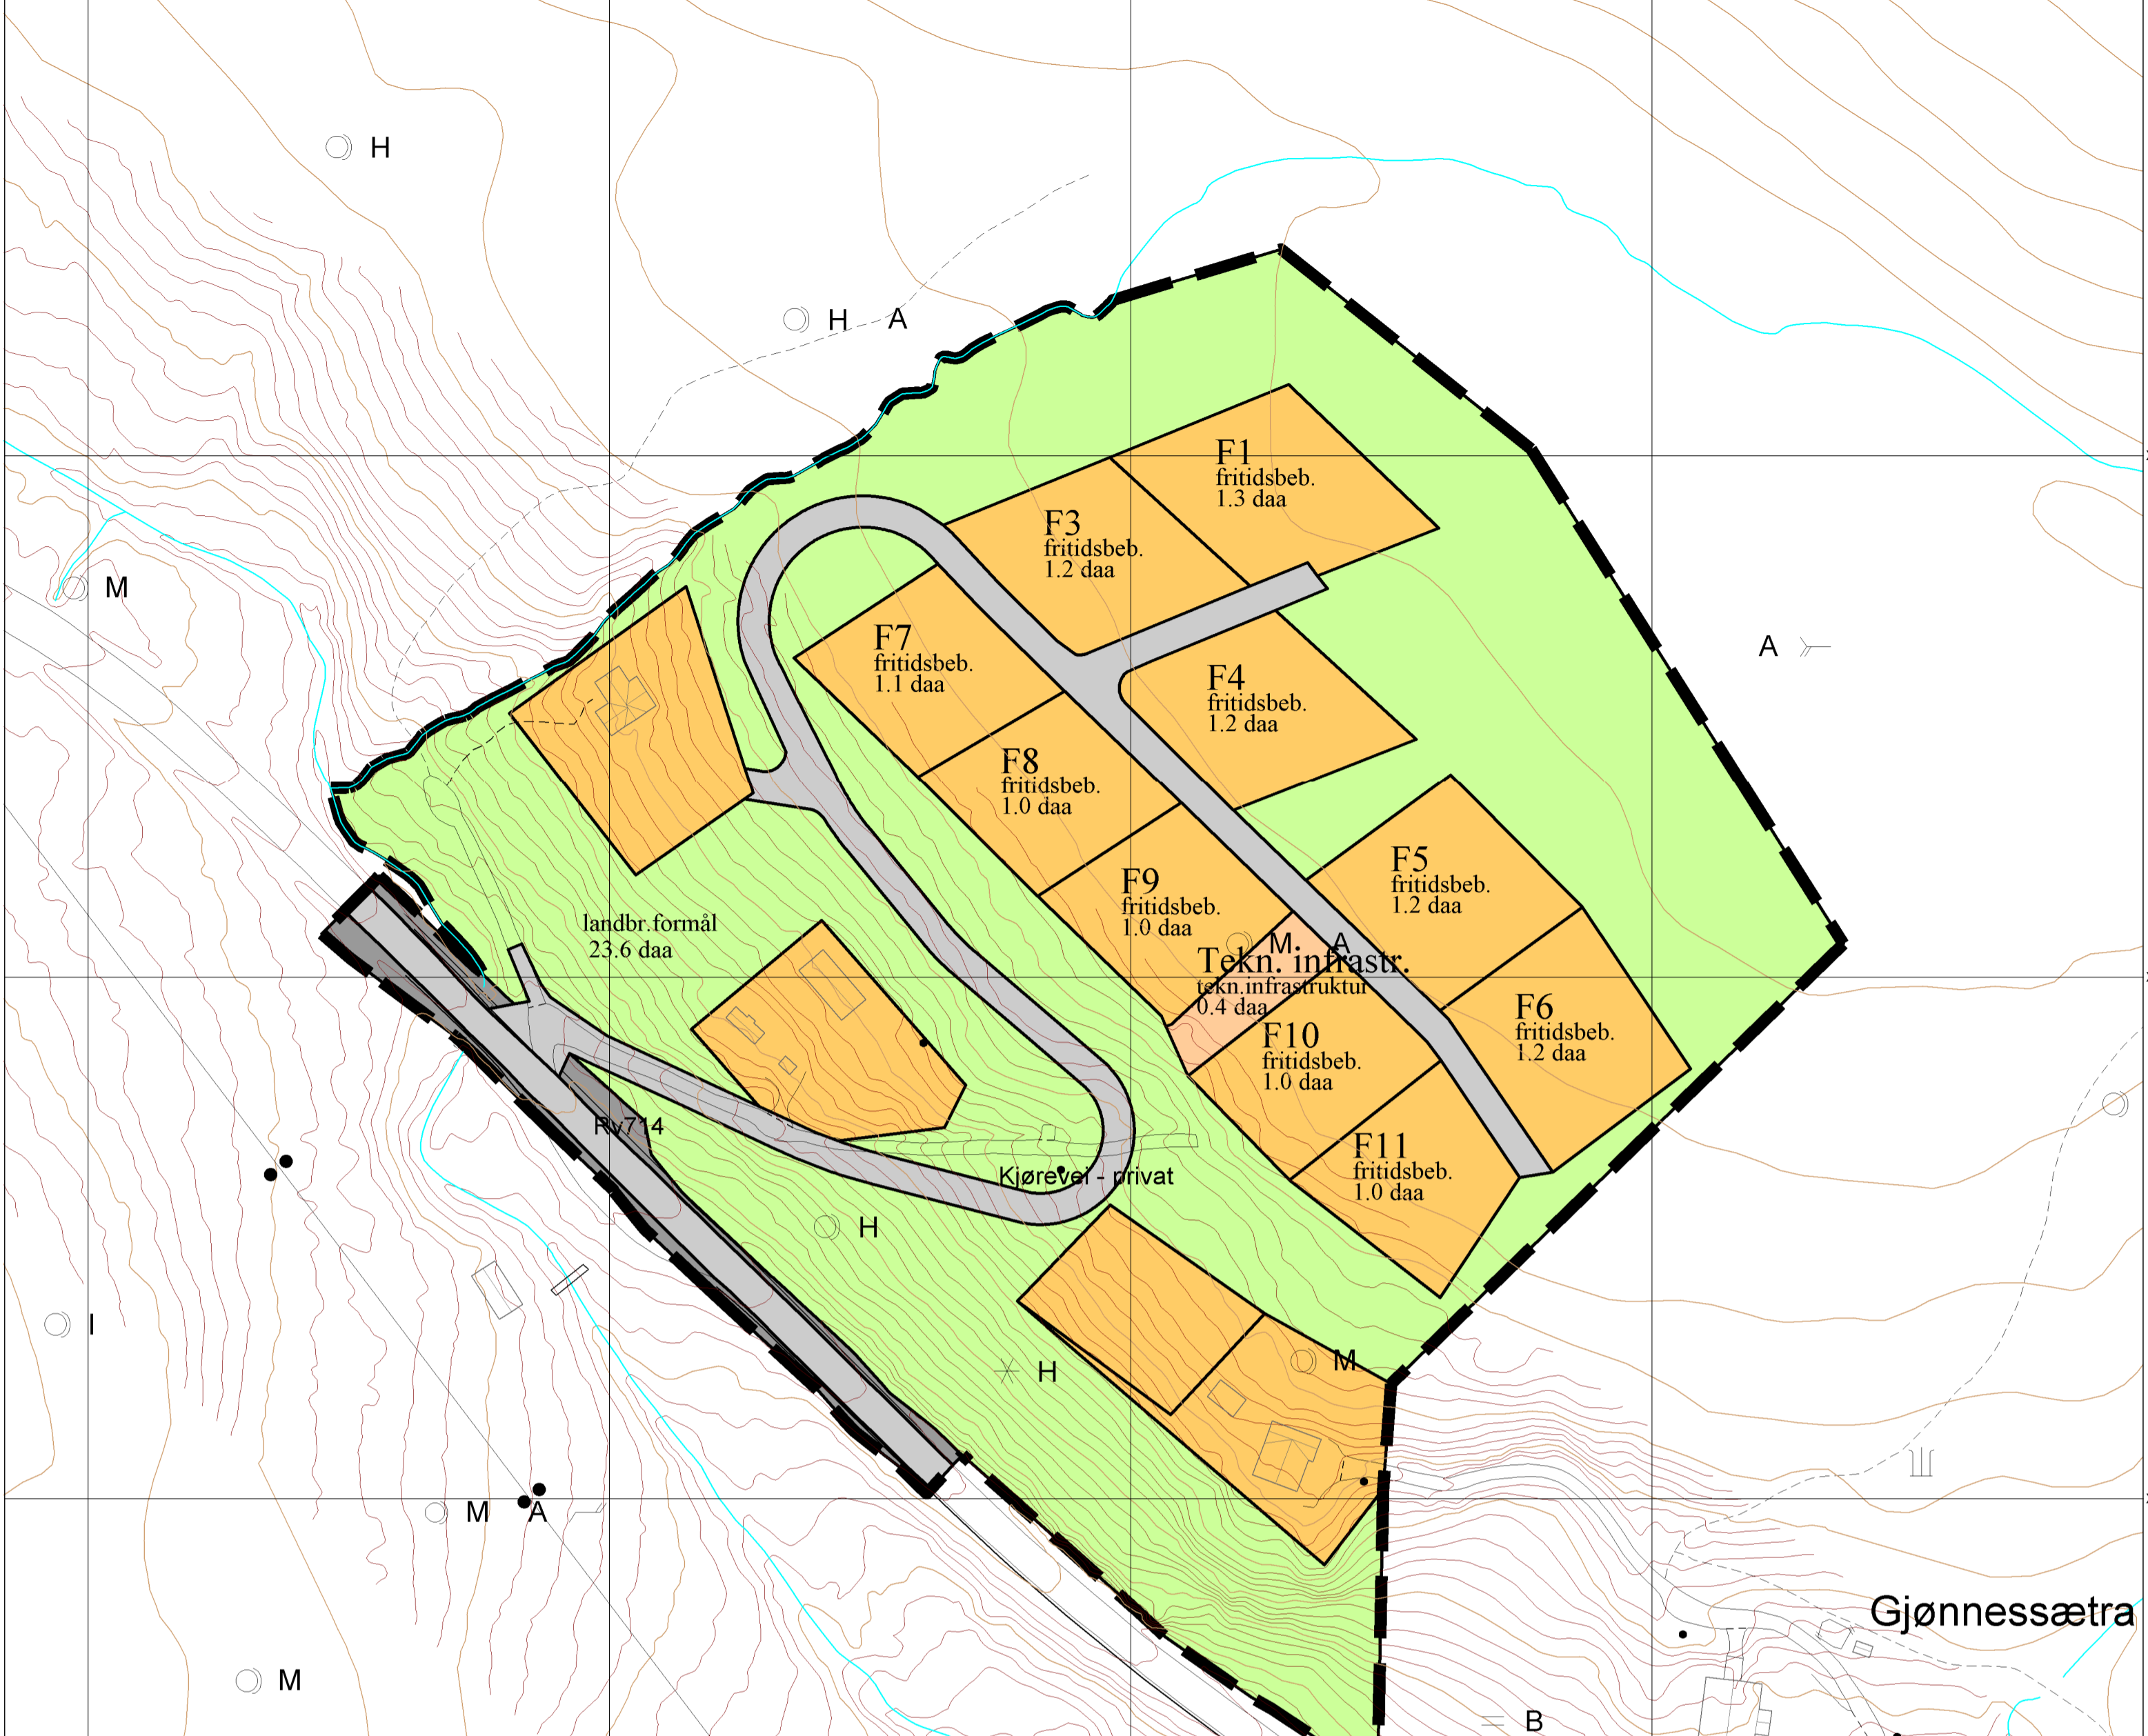 H
H A
F1
fritidsbeb.
1.3 daa
F3
fritidsbeb.
1.2 daa
M
F7
fritidsbeb.
1.1 daa
A
F4
fritidsbeb.
1.2 daa
F8
fritidsbeb.
1.0 daa
F5
fritidsbeb.
1.2 daa
F9
fritidsbeb.
1.0 daa
landbr.formål
23.6 daa
M. A
Tekn. infrastr.
tekn.infrastruktur
0.4 daa
F6
fritidsbeb.
1.2 daa
F10
fritidsbeb.
1.0 daa
Rv714
F11
fritidsbeb.
1.0 daa
Kjørevei - privat
H
I
H
M
M A
Gjønnessætra
M
B